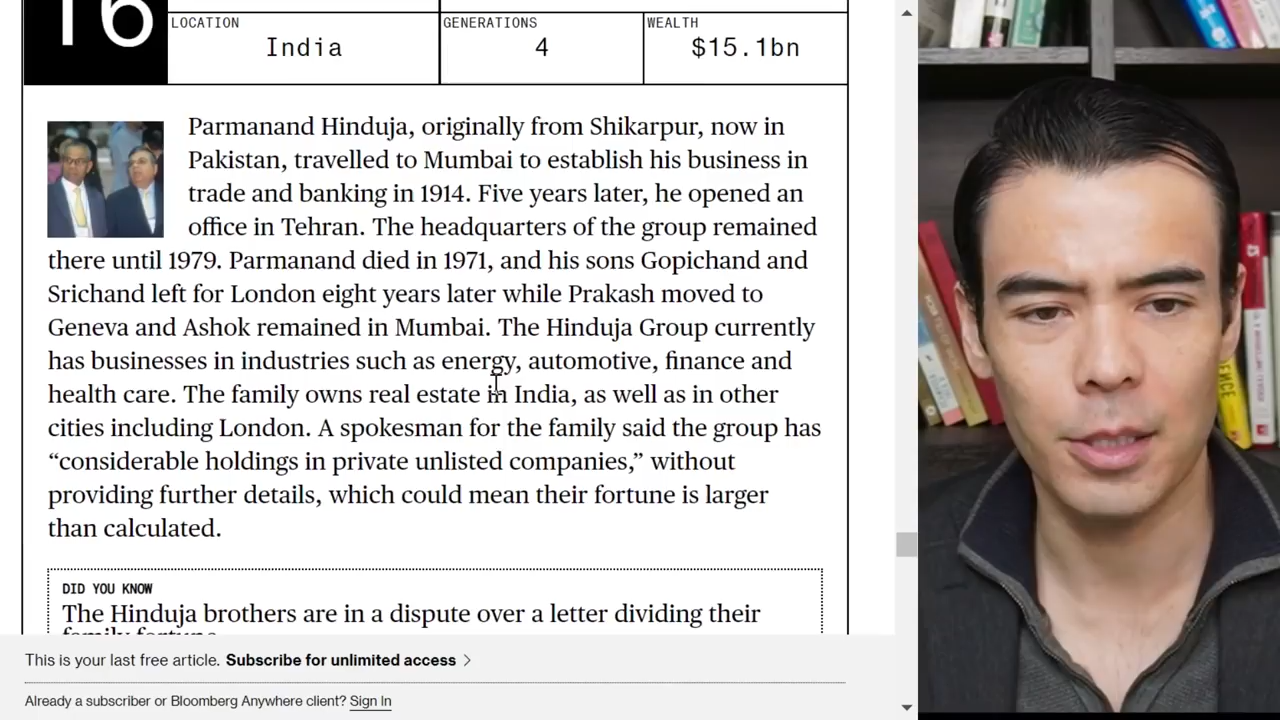 16
LOCATION
India
GENERATIONS
4
WEALTH
$15.1bn
Parmanand Hinduja, originally from Shikarpur, now in
Pakistan, travelled to Mumbai to establish his business in
trade and banking in 1914. Five years later, he opened an
office in Tehran. The headquarters of the group remained
there until 1979. Parmanand died in 1971, and his sons Gopichand and
Srichand left for London eight years later while Prakash moved to
Geneva and Ashok remained in Mumbai. The Hinduja Group currently
has businesses in industries such as energy, automotive, finance and
health care. The family owns real estate in India, as well as in other
cities including London. A spokesman for the family said the group has
“considerable holdings in private unlisted companies,” without
providing further details, which could mean their fortune is larger
than calculated.
DID YOU KNOW
The Hinduja brothers are in a dispute over a letter dividing their
family fortune
This is your last free article. Subscribe for unlimited access >
Already a subscriber or Bloomberg Anywhere client? Sign In